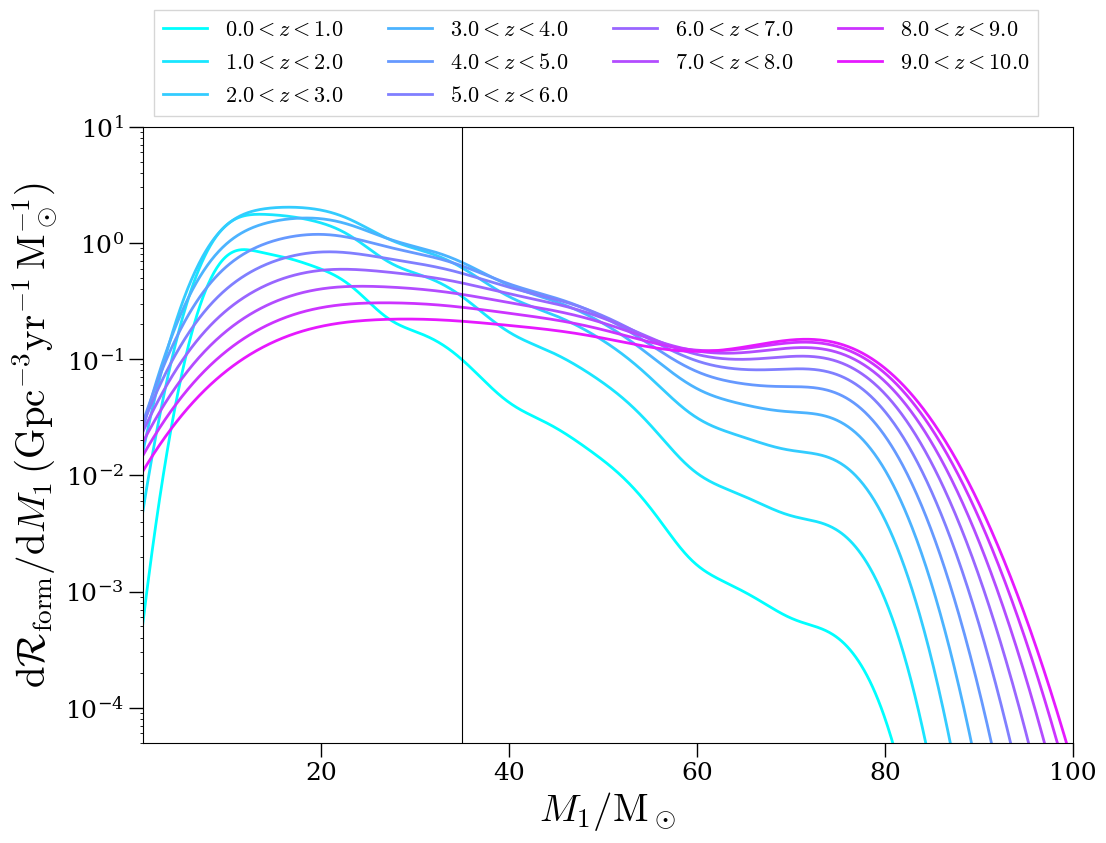 0.0 < z < 1.0 3.0 < z < 4.0 6.0 < z < 7.0 8.0 < z < 9.0
1.0 < z < 2.0 4.0 < z < 5.0 7.0 < z < 8.0 9.0 < z < 10.0
2.0 < z < 3.0 5.0 < z < 6.0
10^1
10^0
10^{-1}
10^{-2}
10^{-3}
10^{-4}
dℛ_form/dM_1 (Gpc^{-3}yr^{-1} M_⊙^{-1})
20 40 60 80 100
M_1/M_⊙